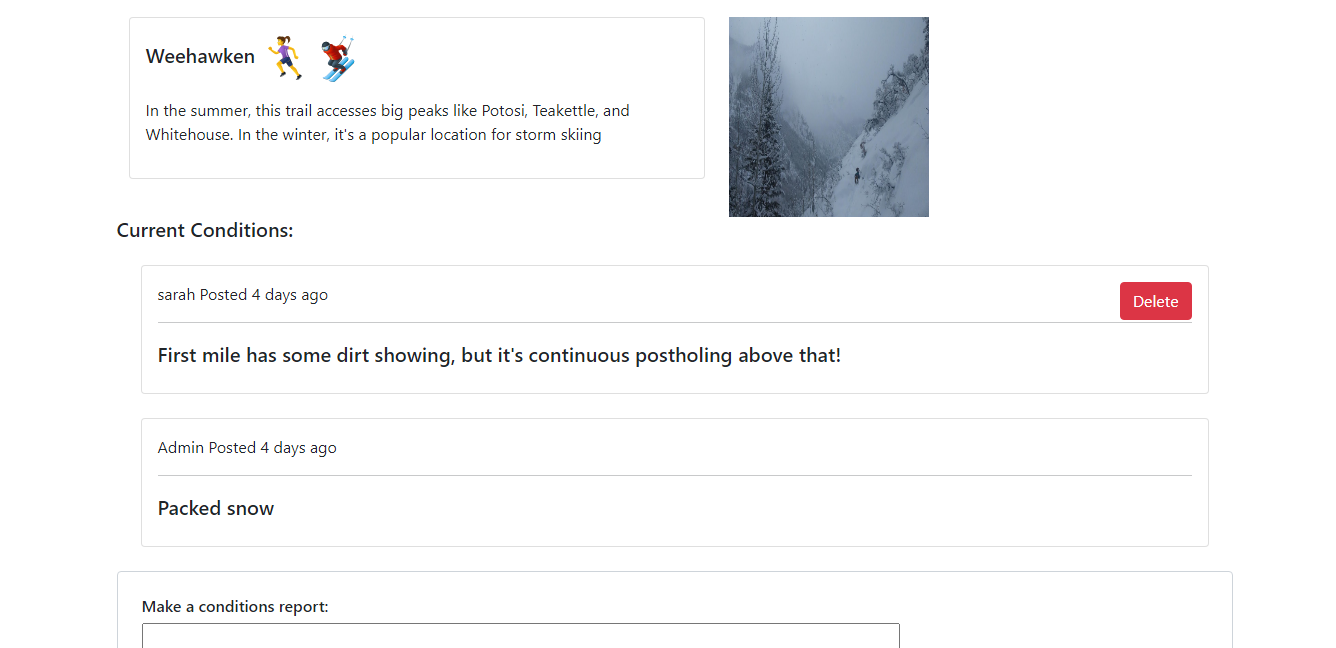 Weehawken
In the summer, this trail accesses big peaks like Potosi, Teakettle, and
Whitehouse. In the winter, it's a popular location for storm skiing
Current Conditions:
sarah Posted 4 days ago
Delete
First mile has some dirt showing, but it's continuous postholing above that!
Admin Posted 4 days ago
Packed snow
Make a conditions report: